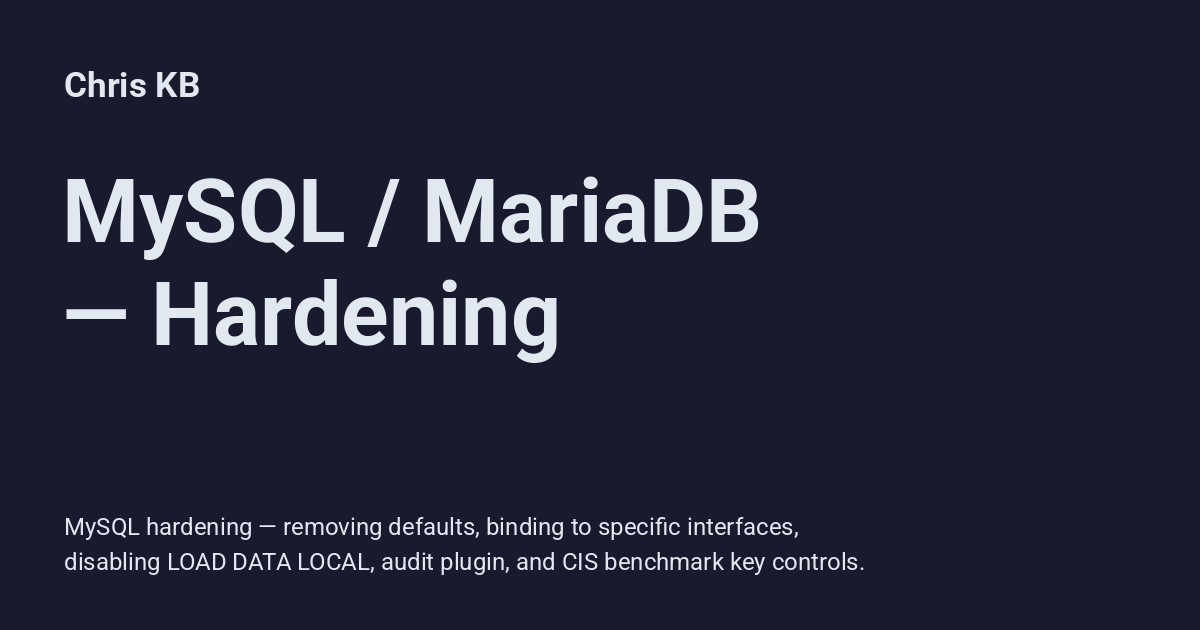 Chris KB
MySQL / MariaDB
— Hardening
MySQL hardening — removing defaults, binding to specific interfaces,
disabling LOAD DATA LOCAL, audit plugin, and CIS benchmark key controls.